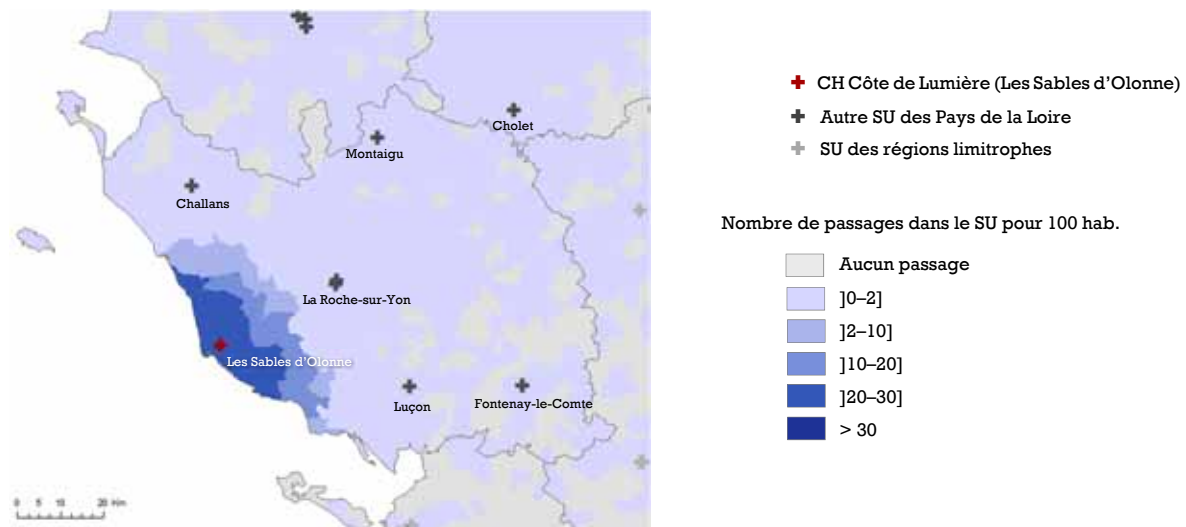 CH Côte de Lumière (Les Sables d'Olonne)
Autre SU des Pays de la Loire
SU des régions limitrophes
Cholet
Montaigu
Challans
La Roche-sur-Yon
Les Sables d'Olonne
Luçon
Fontenay-le-Comte
Nombre de passages dans le SU pour 100 hab.
Aucun passage
]0–2]
]2–10]
]10–20]
]20–30]
> 30
0 5 10 20 Km